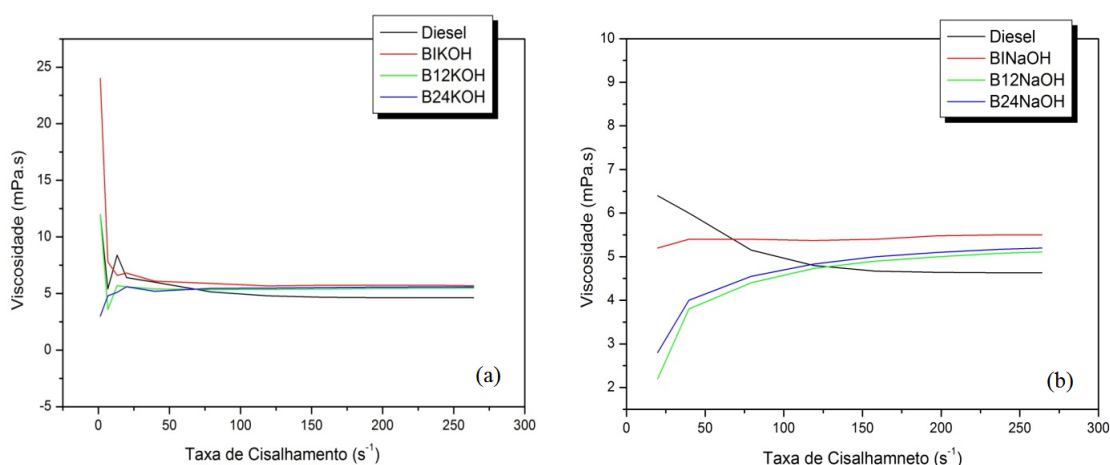 Diesel
BIKOH
B12KOH
B24KOH
25
20
15
10
5
0
-5
Viscosidade (mPa.s)
0 50 100 150 200 250 300
Taxa de Cisalhamento (s⁻¹)
(a)
Diesel
BINaOH
B12NaOH
B24NaOH
10
9
8
7
6
5
4
3
2
Viscosidade (mPa.s)
0 50 100 150 200 250 300
Taxa de Cisalhamneto (s⁻¹)
(b)